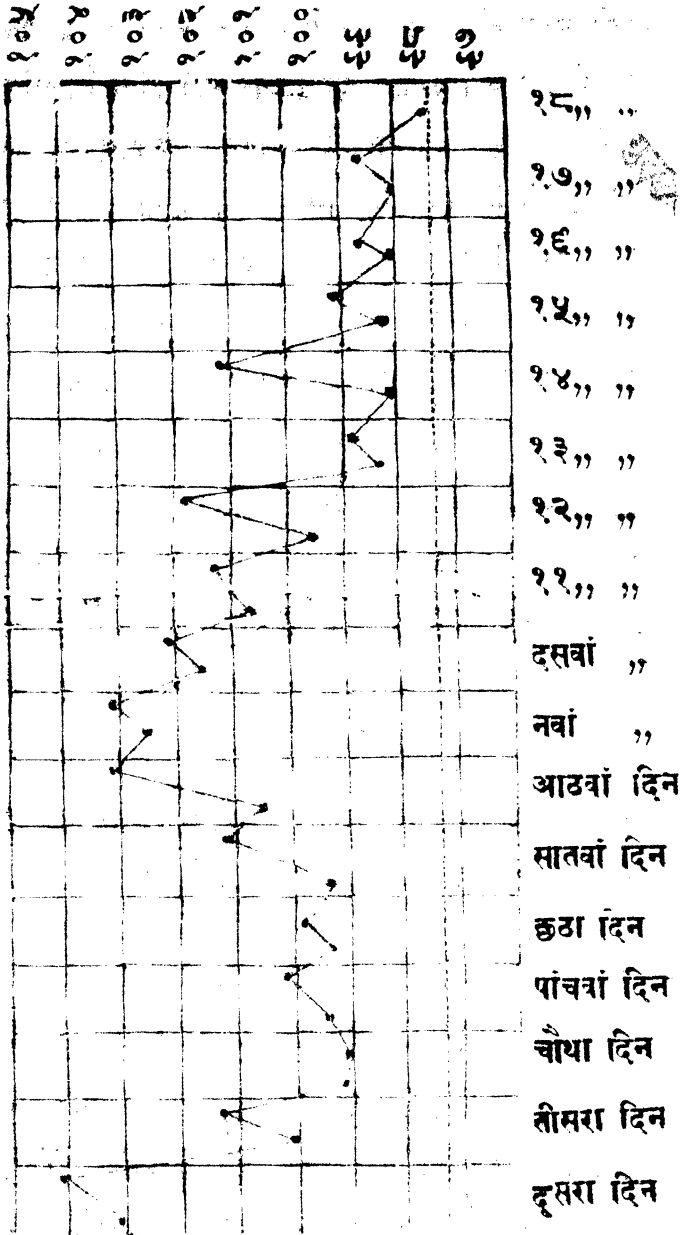 १०५ १०४ १०३ १०२ १०१ १०० ९९ ९८ ९७
१८,, ,,
१७,, ,,
१६,, ,,
१५,, ,,
१४,, ,,
१३,, ,,
१२,, ,,
११,, ,,
दसवां ,,
नवां ,,
आठवां दिन
सातवां दिन
छठा दिन
पांचवां दिन
चौथा दिन
तीसरा दिन
दूसरा दिन